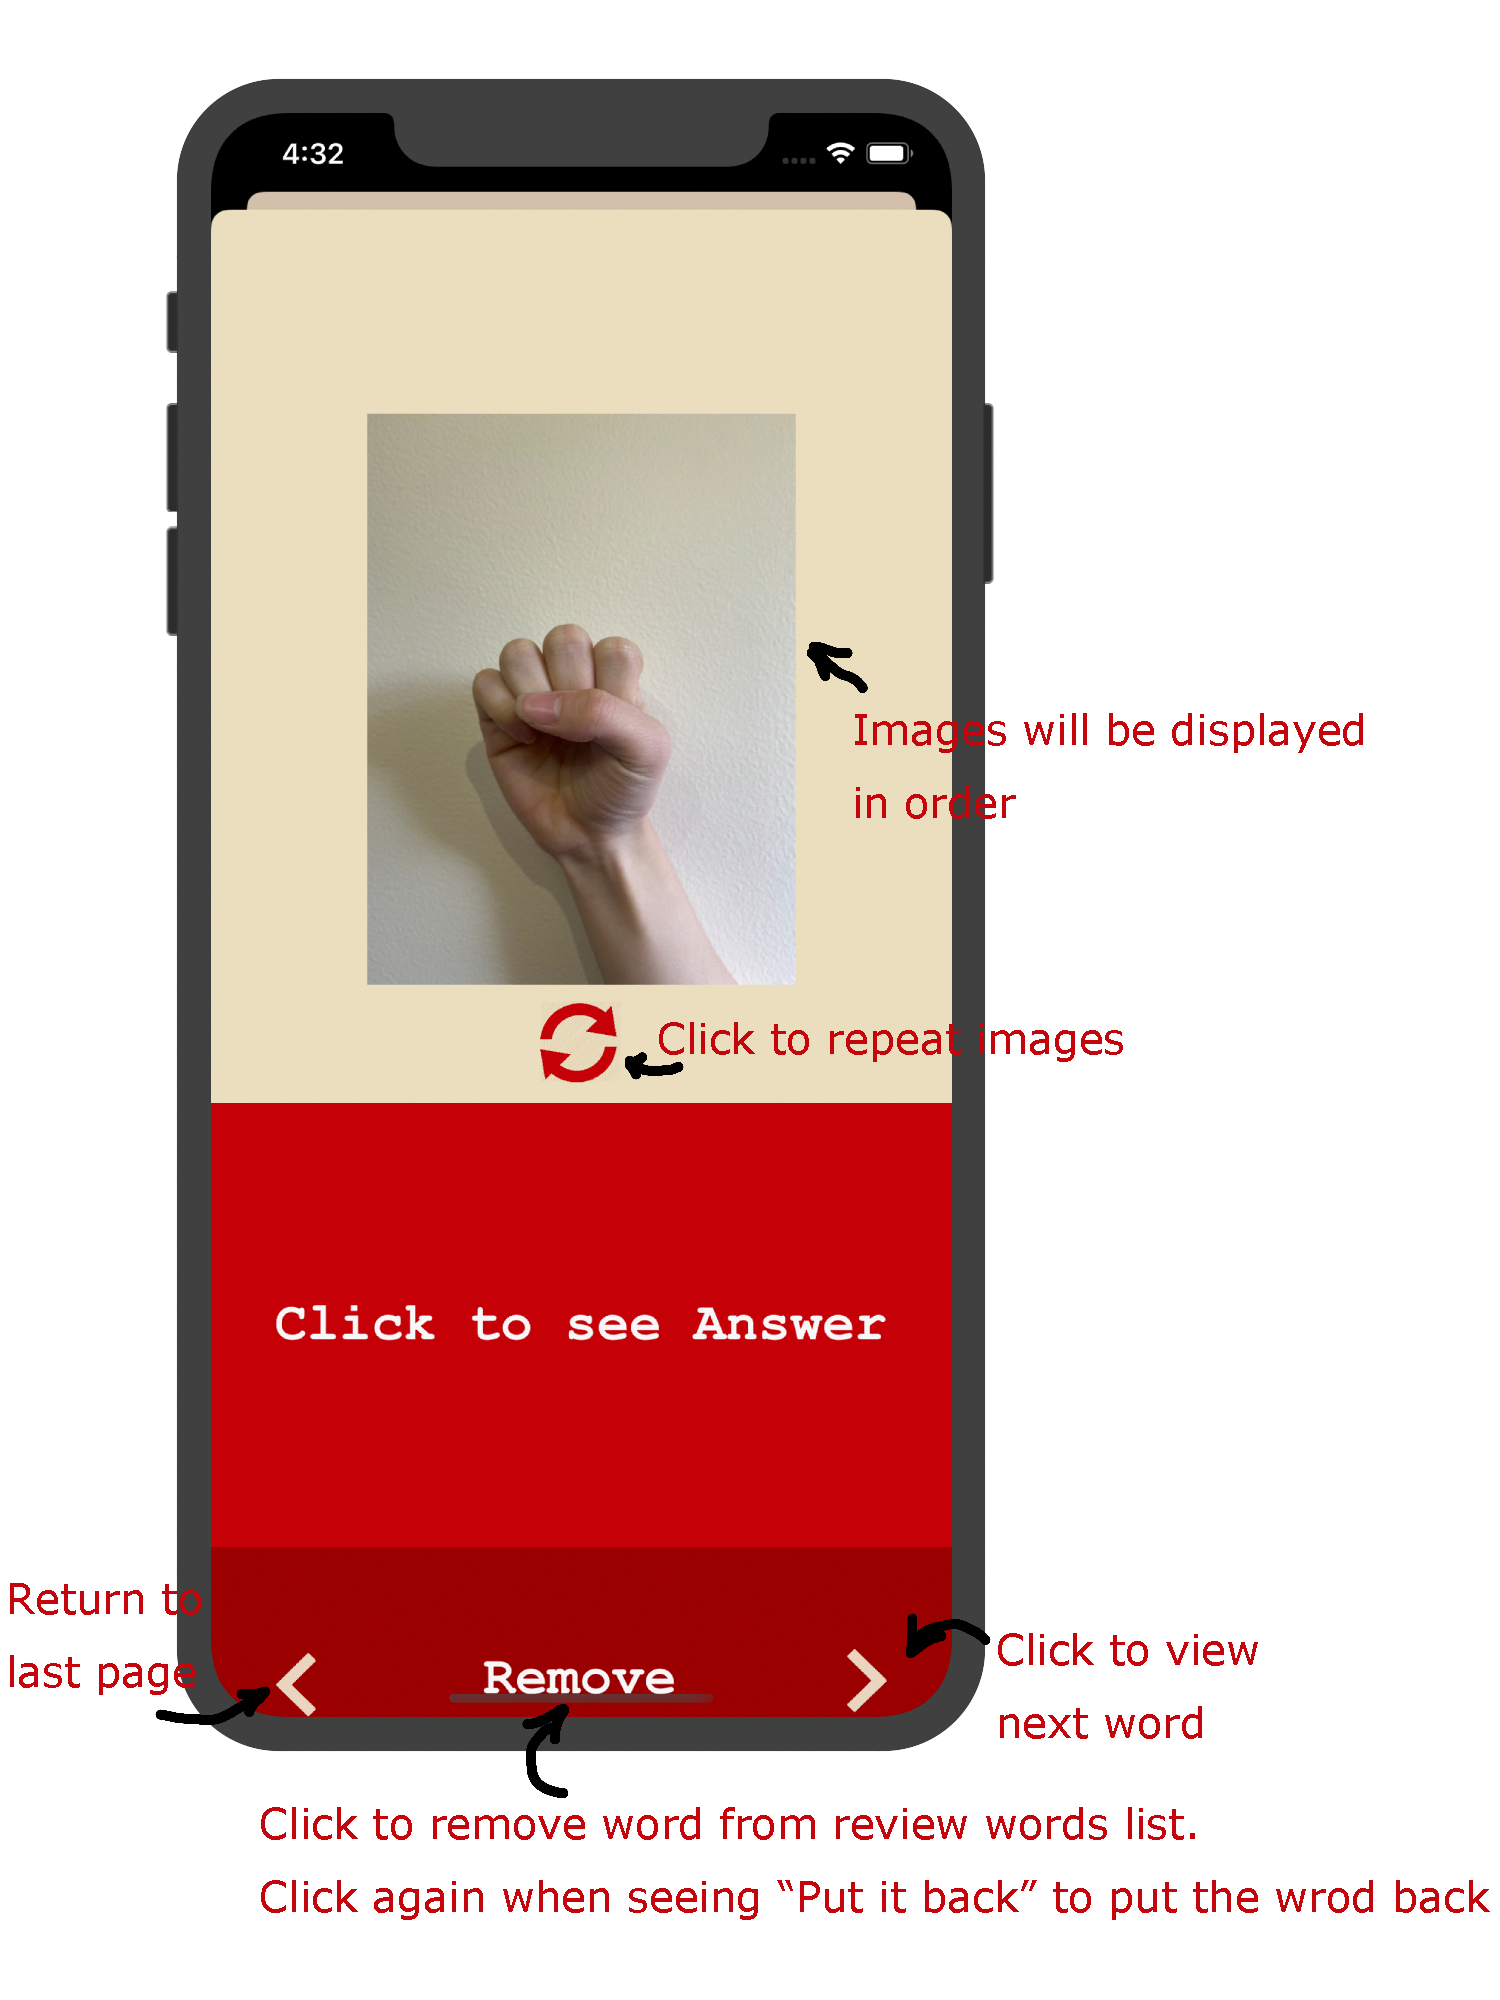 4:32
Images will be displayed
in order
Click to repeat images
Click to see Answer
Return to
last page
Remove
Click to view
next word
Click to remove word from review words list.
Click again when seeing “Put it back” to put the wrod back